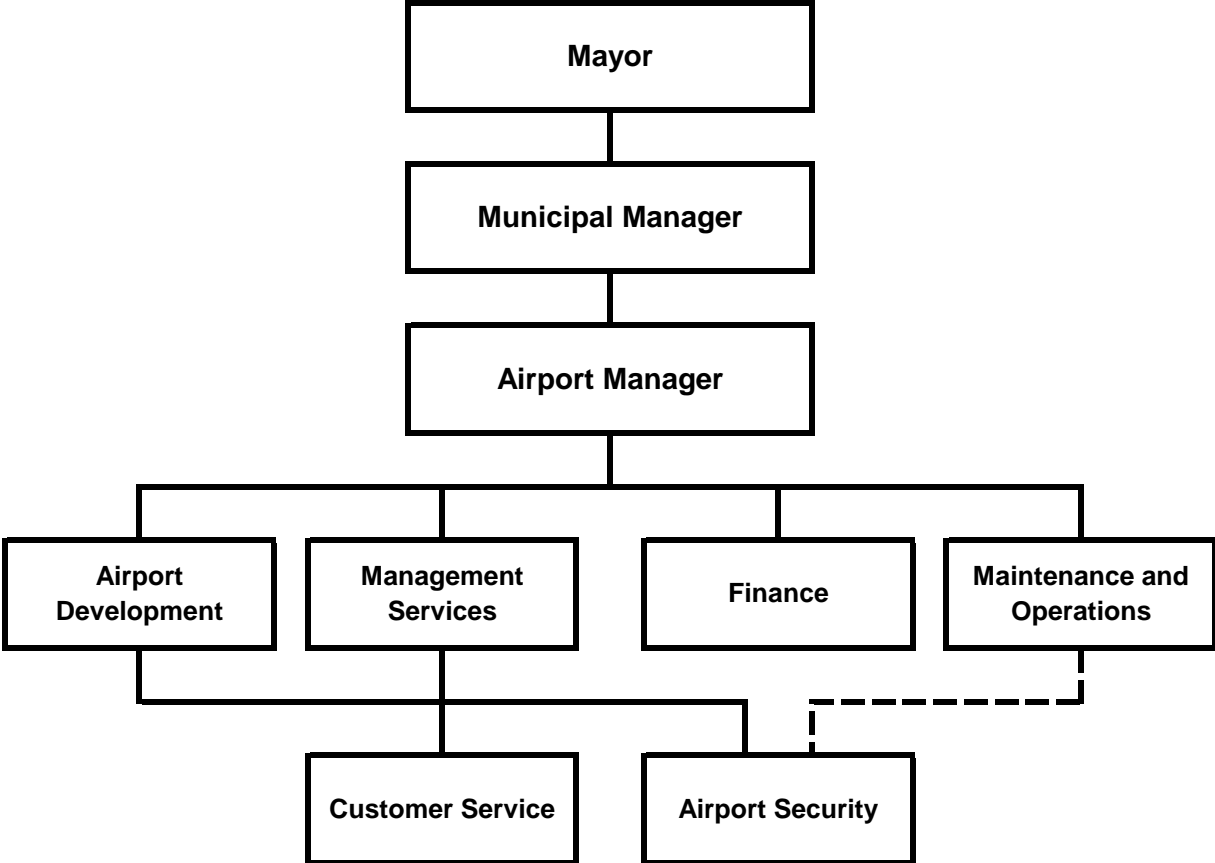 Mayor
Municipal Manager
Airport Manager
Airport
Development
Management
Services
Finance
Maintenance and
Operations
Customer Service
Airport Security